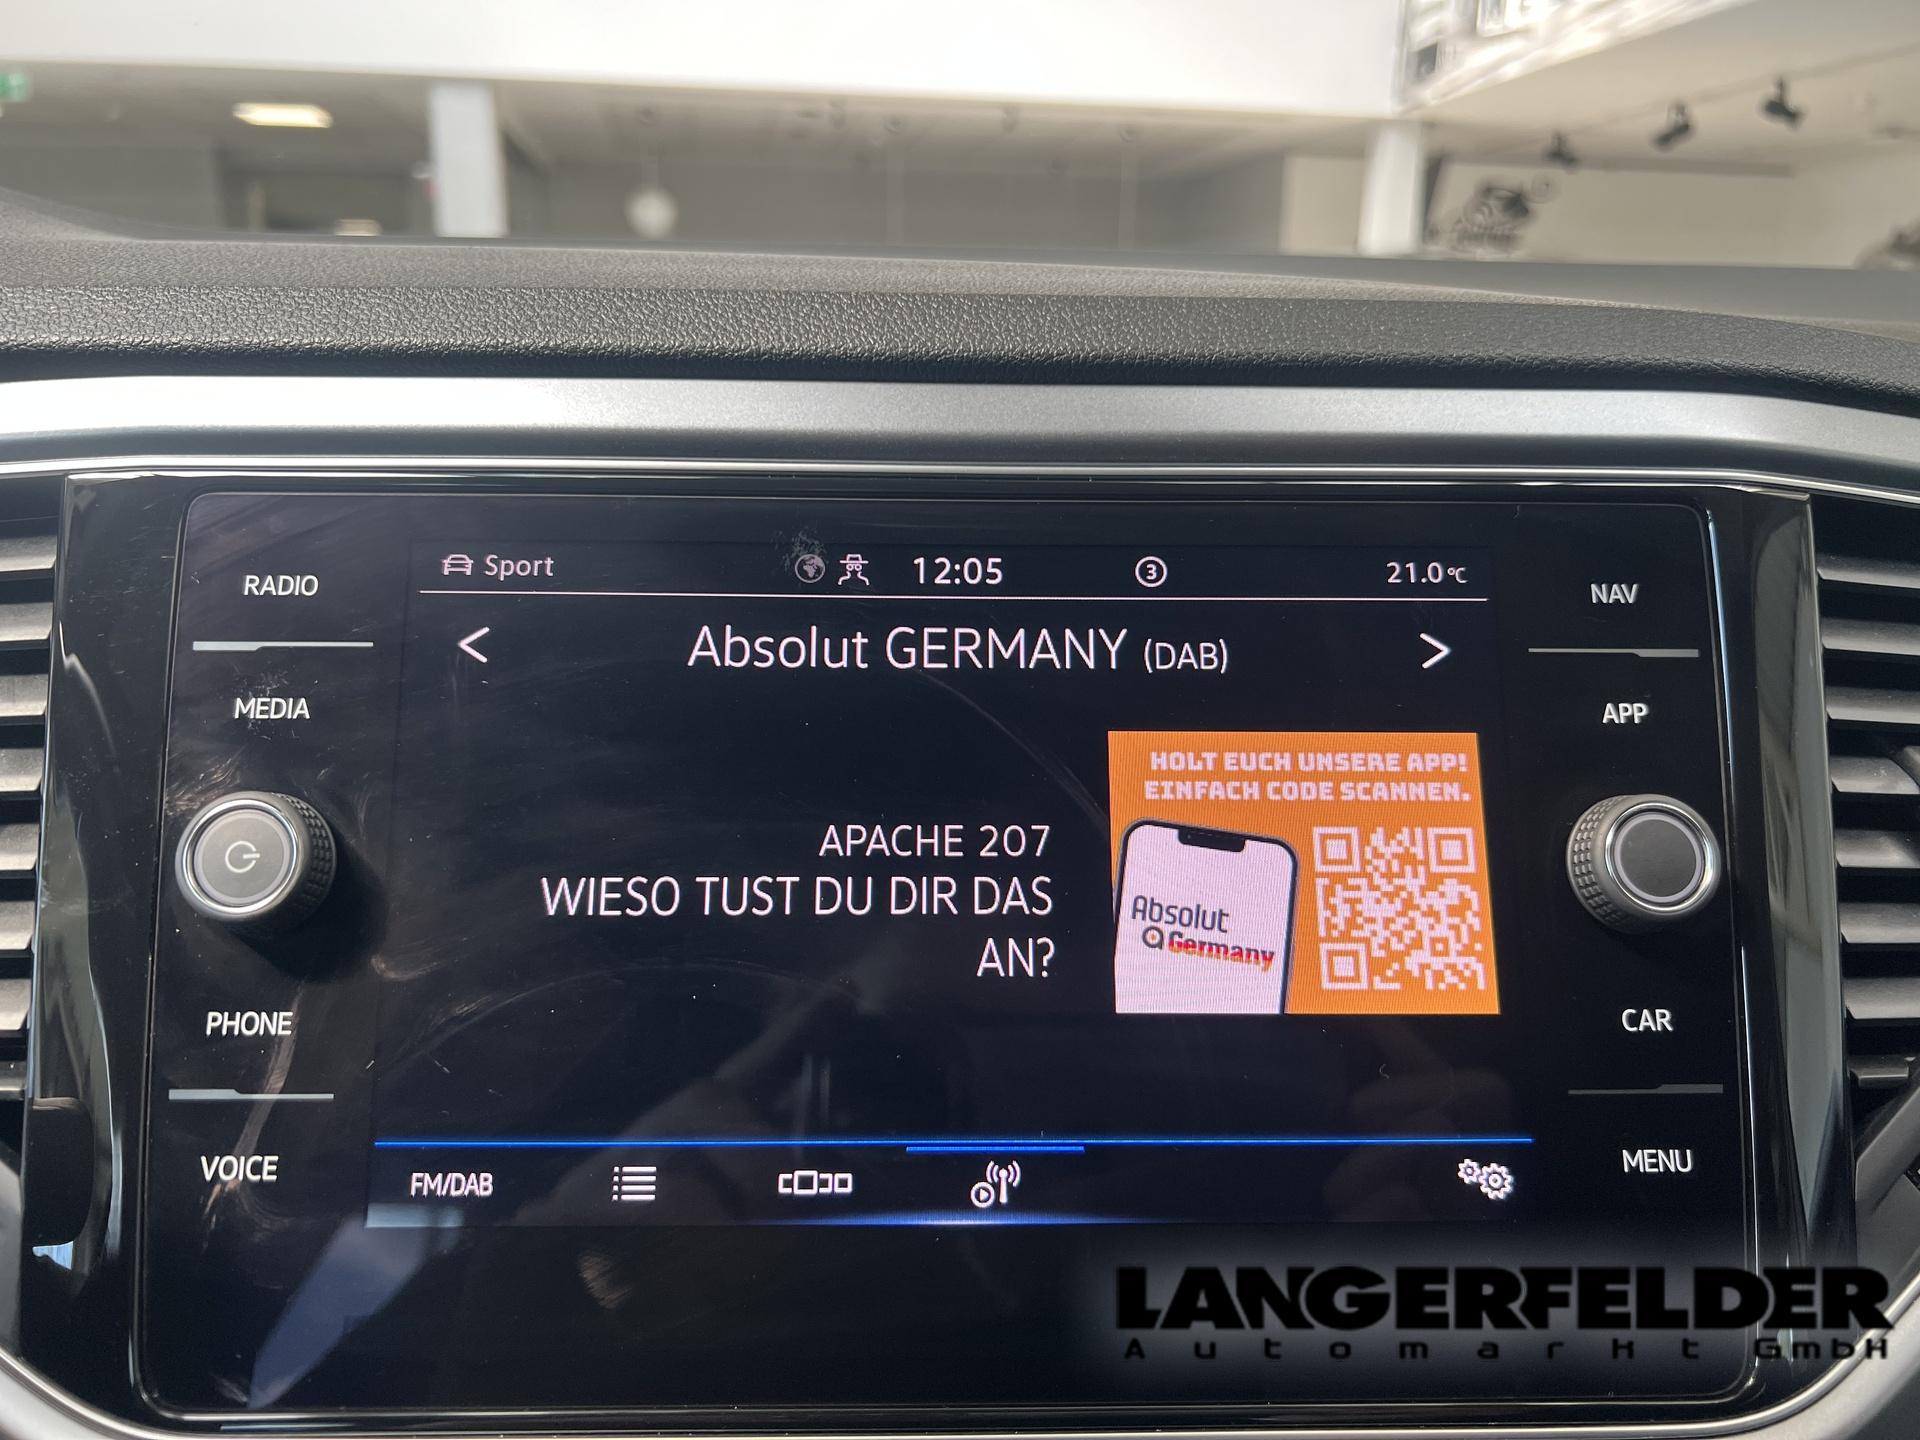 Sport 12:05 3 21.0°C
RADIO
NAV
< Absolut GERMANY (DAB) >
MEDIA
APP
HOLT EUCH UNSERE APP!
EINFACH CODE SCANNEN.
APACHE 207
WIESO TUST DU DIR DAS
AN?
Absolut
Germany
PHONE
CAR
VOICE
MENU
FM/DAB
LANGERFELDER
Automarkt GmbH